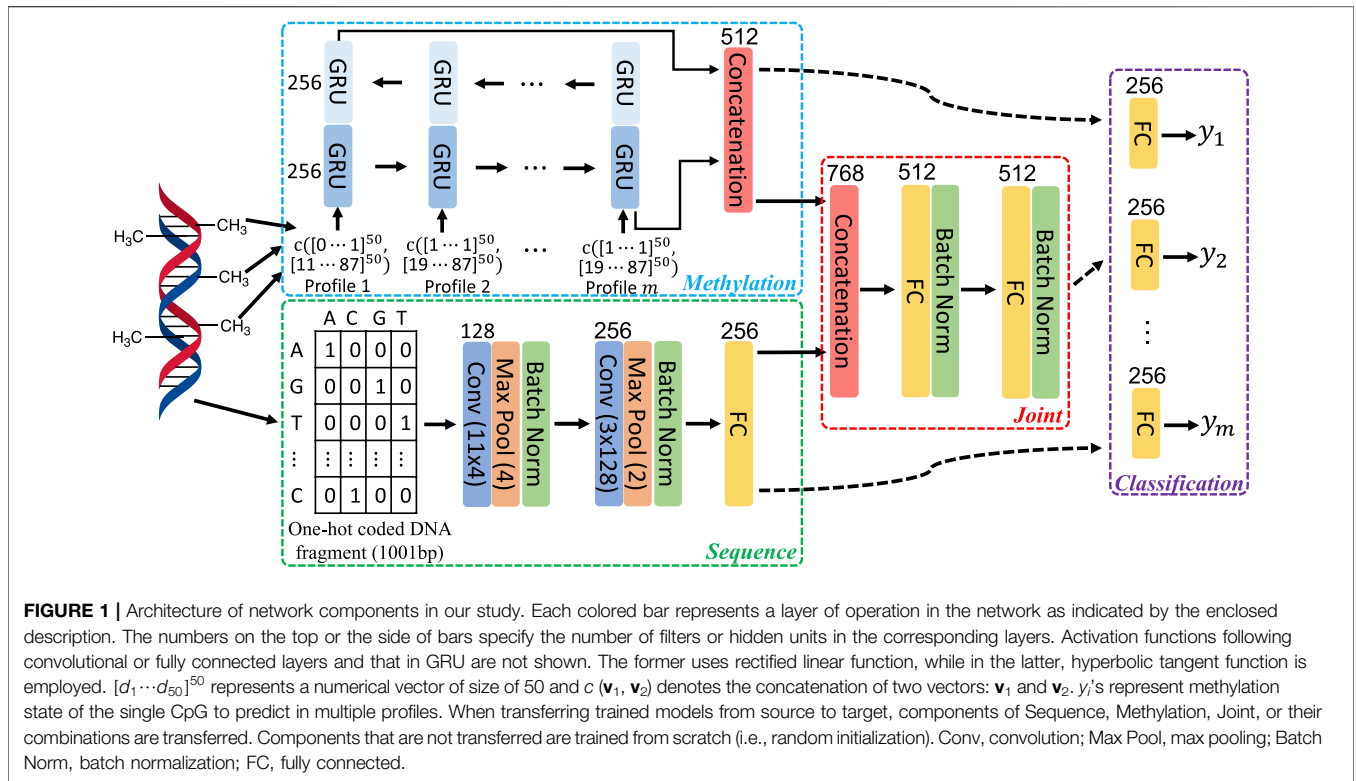 H₃C
CH₃
CH₃
H₃C
CH₃
256
GRU
GRU
...
GRU
256
GRU
GRU
...
GRU
c([0 ⋯ 1]⁵⁰,
[11 ⋯ 87]⁵⁰)
Profile 1
c([1 ⋯ 1]⁵⁰,
[19 ⋯ 87]⁵⁰)
Profile 2
...
c([1 ⋯ 1]⁵⁰,
[19 ⋯ 87]⁵⁰)
Profile m
512
Concatenation
Methylation
A C G T
A 1 0 0 0
G 0 0 1 0
T 0 0 0 1
⋮ ⋮ ⋮ ⋮ ⋮
C 0 1 0 0
One-hot coded DNA
fragment (1001bp)
128
Conv (11x4)
Max Pool (4)
Batch Norm
256
Conv (3x128)
Max Pool (2)
Batch Norm
256
FC
Sequence
768
Concatenation
512
FC
Batch Norm
512
FC
Batch Norm
Joint
256
FC
y₁
256
FC
y₂
⋮
256
FC
yₘ
Classification
FIGURE 1 | Architecture of network components in our study. Each colored bar represents a layer of operation in the network as indicated by the enclosed
description. The numbers on the top or the side of bars specify the number of filters or hidden units in the corresponding layers. Activation functions following
convolutional or fully connected layers and that in GRU are not shown. The former uses rectified linear function, while in the latter, hyperbolic tangent function is
employed. [d₁⋯d₅₀]⁵⁰ represents a numerical vector of size of 50 and c (v₁, v₂) denotes the concatenation of two vectors: v₁ and v₂. yᵢ's represent methylation
state of the single CpG to predict in multiple profiles. When transferring trained models from source to target, components of Sequence, Methylation, Joint, or their
combinations are transferred. Components that are not transferred are trained from scratch (i.e., random initialization). Conv, convolution; Max Pool, max pooling; Batch
Norm, batch normalization; FC, fully connected.